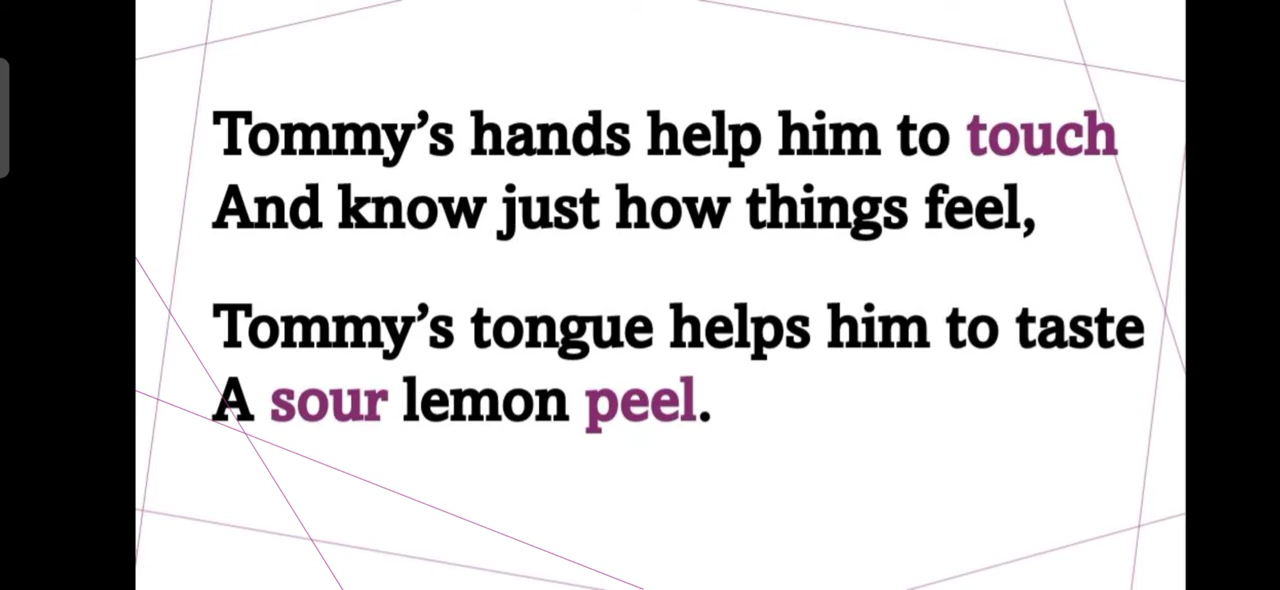 Tommy’s hands help him to touch
And know just how things feel,
Tommy’s tongue helps him to taste
A sour lemon peel.